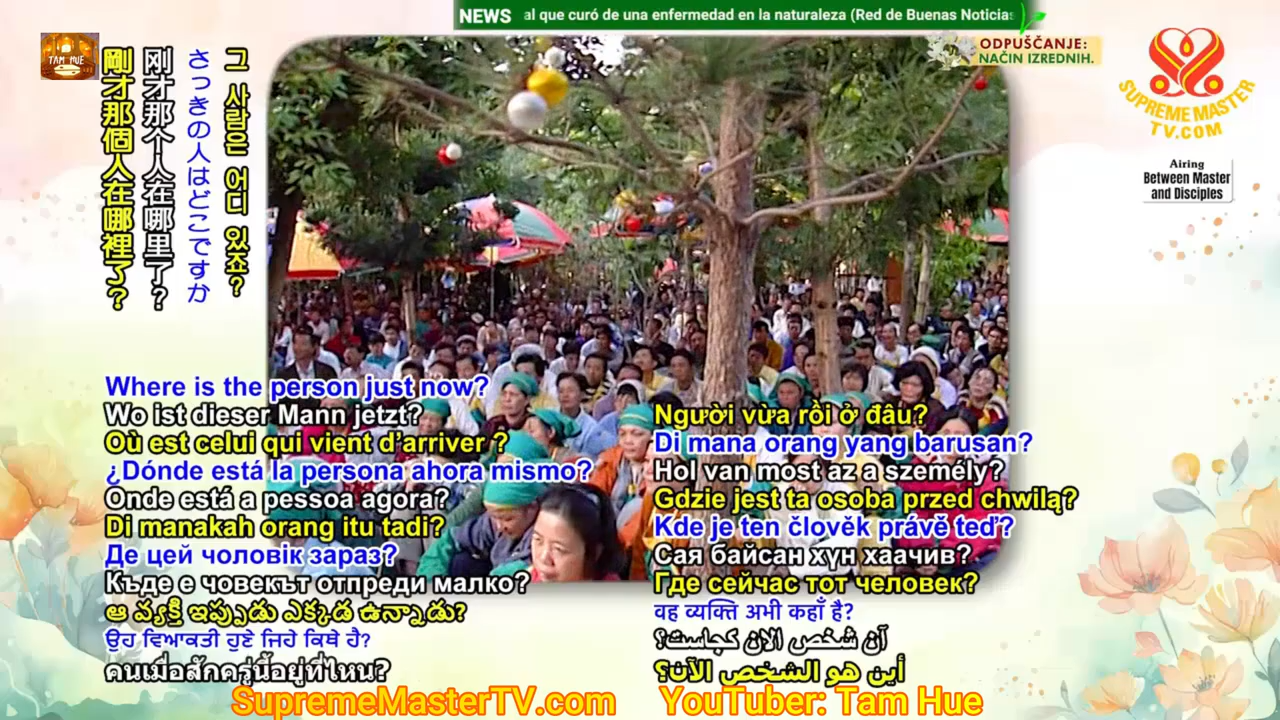 NEWS al que curó de una enfermedad en la naturaleza (Red de Buenas Noticias
ODPUŠČANJE:
NAČIN IZREDNIH.
TAM HUE
SUPREME MASTER
TV.COM
Airing
Between Master
and Disciples
그 사람은 어디 있죠?
さっきの人はどこですか
刚才那个人在哪里了?
剛才那個人在哪裡了?
Where is the person just now?
Wo ist dieser Mann jetzt?
Où est celui qui vient d'arriver ?
¿Dónde está la persona ahora mismo?
Onde está a pessoa agora?
Di manakah orang itu tadi?
Де цей чоловік зараз?
Къде е човекът отпреди малко?
ఆ వ్యక్తి ఇప్పుడు ఎక్కడ ఉన్నాడు?
ਉਹ ਵਿਆਕਤੀ ਹੁਣੇ ਜਿਹੇ ਕਿਥੇ ਹੈ?
คนเมื่อสักครู่นี้อยู่ที่ไหน?
Người vừa rồi ở đâu?
Di mana orang yang barusan?
Hol van most az a személy?
Gdzie jest ta osoba przed chwilą?
Kde je ten člověk právě teď?
Сая байсан хүн хаачив?
Где сейчас тот человек?
वह व्यक्ति अभी कहाँ है?
آن شخص الان کجاست؟
أين هو الشخص الآن؟
SupremeMasterTV.com YouTuber: Tam Hue